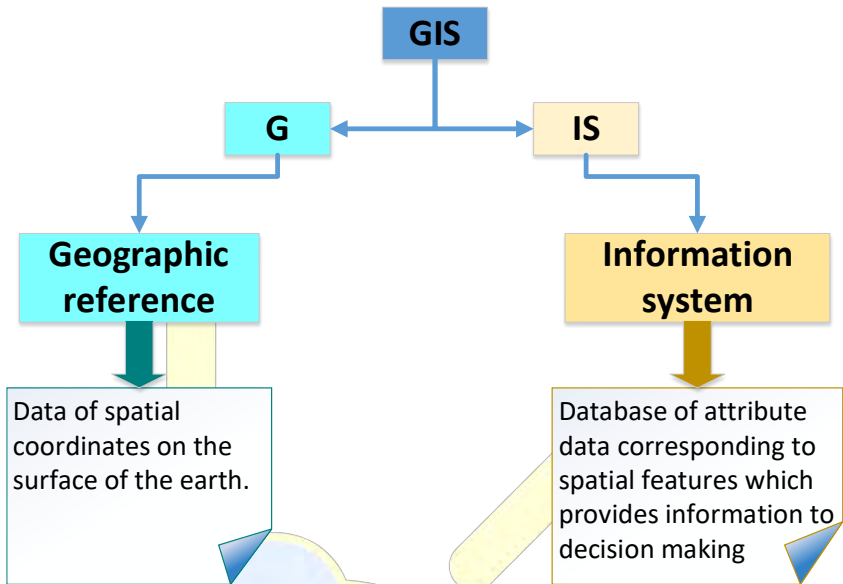 GIS
G
IS
Geographic
reference
Information
system
Data of spatial
coordinates on the
surface of the earth.
Database of attribute
data corresponding to
spatial features which
provides information to
decision making